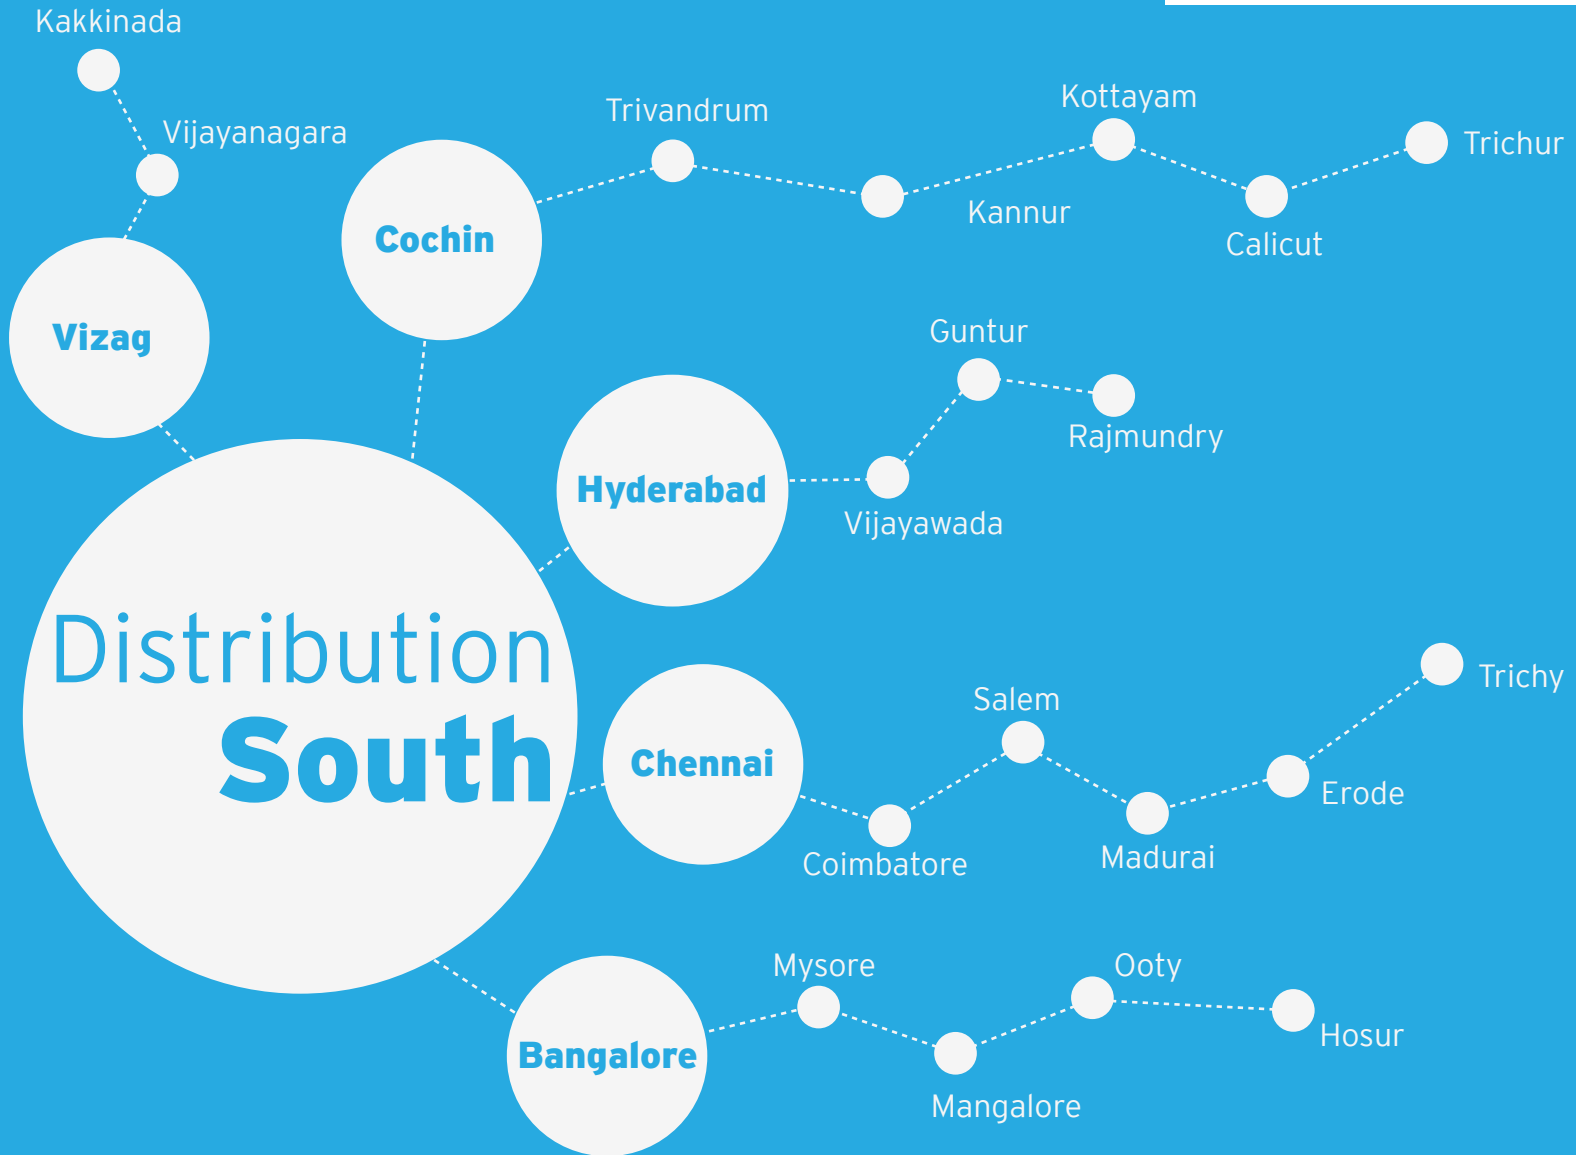 Kakkinada
Vijayanagara
Vizag
Cochin
Trivandrum
Kannur
Kottayam
Calicut
Trichur
Hyderabad
Vijayawada
Guntur
Rajmundry
Distribution
South
Chennai
Coimbatore
Salem
Madurai
Erode
Trichy
Bangalore
Mysore
Mangalore
Ooty
Hosur